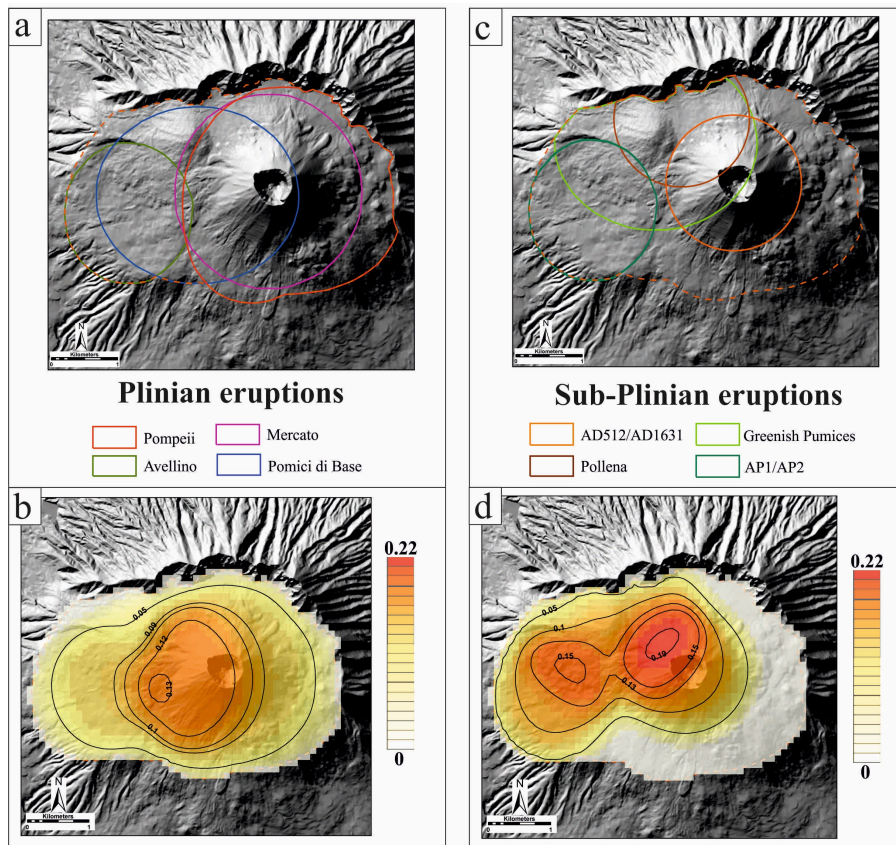 a
N
Kilometers
0 1
Plinian eruptions
Pompeii
Mercato
Avellino
Pomici di Base
b
0.22
0
0.05
0.09
0.12
0.13
0.1
N
Kilometers
0 1
c
N
Kilometers
0 1
Sub-Plinian eruptions
AD512/AD1631
Greenish Pumices
Pollena
AP1/AP2
d
0.22
0
0.05
0.1
0.15
0.19
0.15
0.13
N
Kilometers
0 1